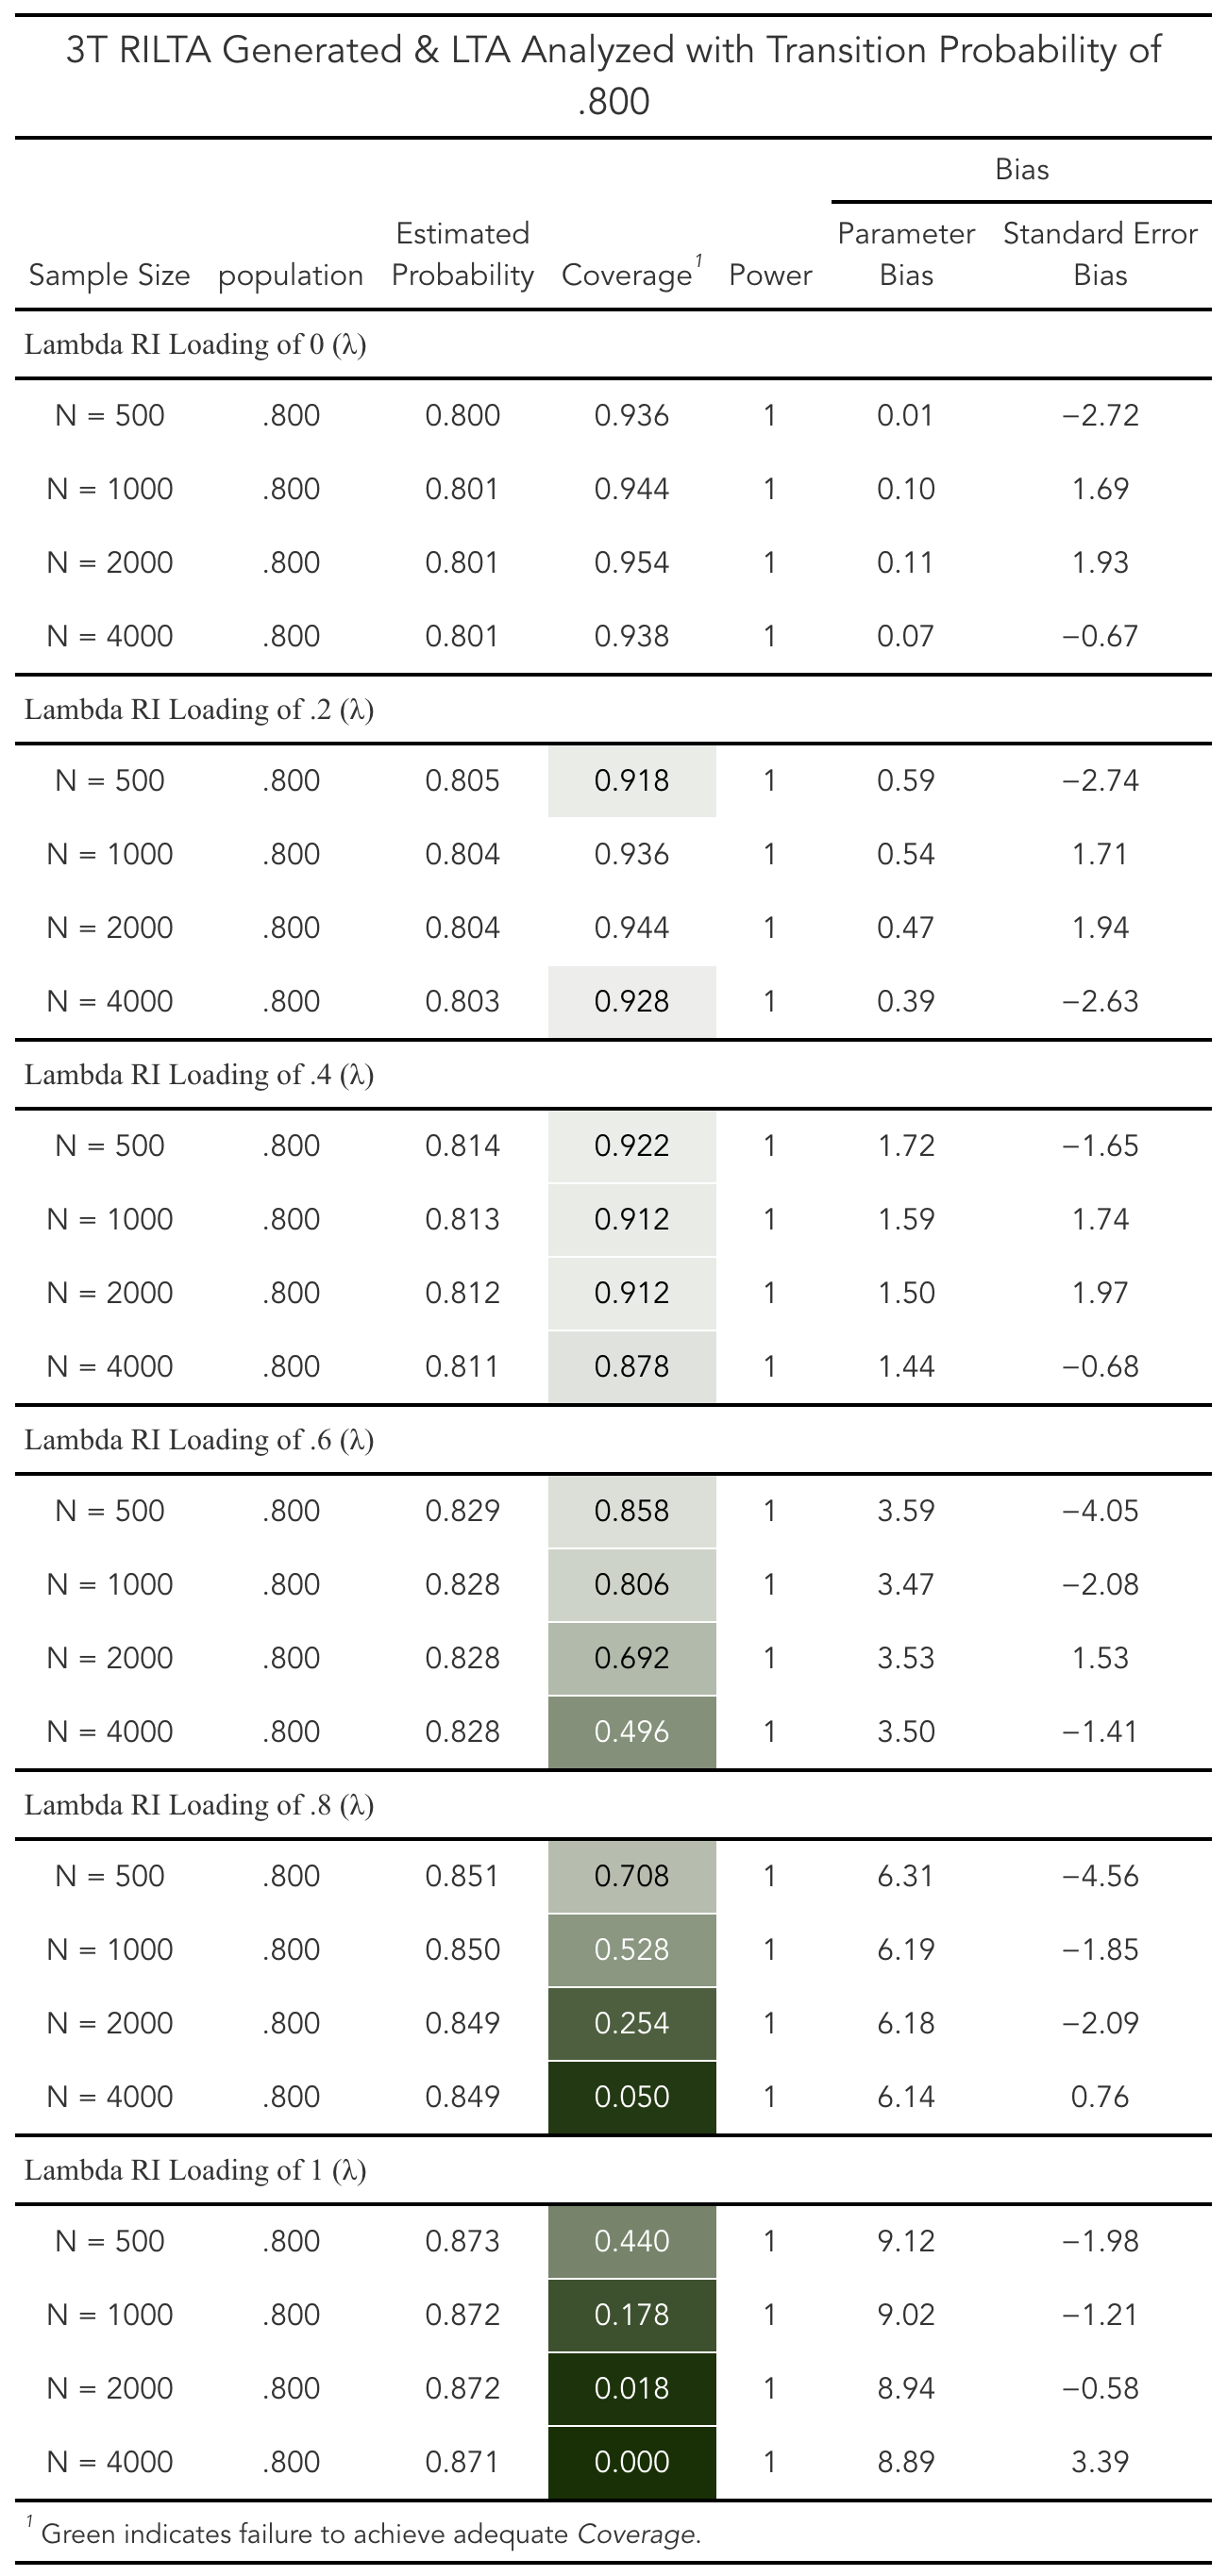 3T RILTA Generated & LTA Analyzed with Transition Probability of
.800
Bias
Sample Size population Estimated Probability Coverage¹ Power Parameter Bias Standard Error Bias
Lambda RI Loading of 0 (λ)
N = 500 .800 0.800 0.936 1 0.01 −2.72
N = 1000 .800 0.801 0.944 1 0.10 1.69
N = 2000 .800 0.801 0.954 1 0.11 1.93
N = 4000 .800 0.801 0.938 1 0.07 −0.67
Lambda RI Loading of .2 (λ)
N = 500 .800 0.805 0.918 1 0.59 −2.74
N = 1000 .800 0.804 0.936 1 0.54 1.71
N = 2000 .800 0.804 0.944 1 0.47 1.94
N = 4000 .800 0.803 0.928 1 0.39 −2.63
Lambda RI Loading of .4 (λ)
N = 500 .800 0.814 0.922 1 1.72 −1.65
N = 1000 .800 0.813 0.912 1 1.59 1.74
N = 2000 .800 0.812 0.912 1 1.50 1.97
N = 4000 .800 0.811 0.878 1 1.44 −0.68
Lambda RI Loading of .6 (λ)
N = 500 .800 0.829 0.858 1 3.59 −4.05
N = 1000 .800 0.828 0.806 1 3.47 −2.08
N = 2000 .800 0.828 0.692 1 3.53 1.53
N = 4000 .800 0.828 0.496 1 3.50 −1.41
Lambda RI Loading of .8 (λ)
N = 500 .800 0.851 0.708 1 6.31 −4.56
N = 1000 .800 0.850 0.528 1 6.19 −1.85
N = 2000 .800 0.849 0.254 1 6.18 −2.09
N = 4000 .800 0.849 0.050 1 6.14 0.76
Lambda RI Loading of 1 (λ)
N = 500 .800 0.873 0.440 1 9.12 −1.98
N = 1000 .800 0.872 0.178 1 9.02 −1.21
N = 2000 .800 0.872 0.018 1 8.94 −0.58
N = 4000 .800 0.871 0.000 1 8.89 3.39
¹ Green indicates failure to achieve adequate Coverage.